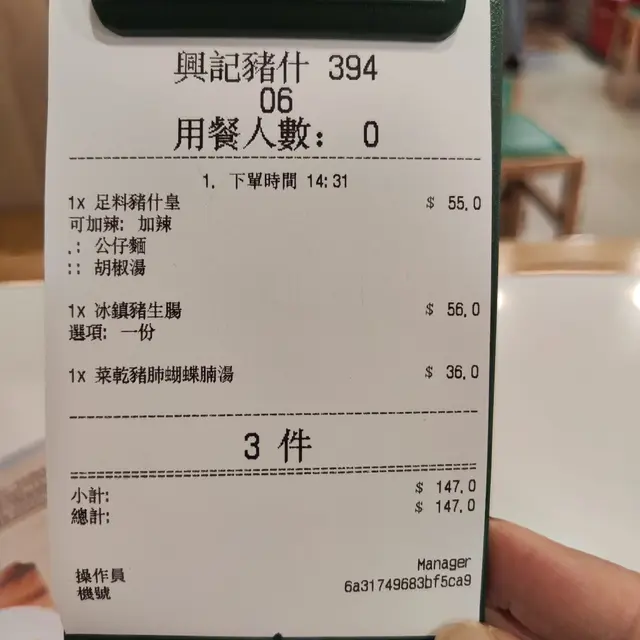 興記豬什 394
06
用餐人數: 0
1. 下單時間 14:31
1x 足料豬什皇 $ 55.0
可加辣: 加辣
.: 公仔麵
:: 胡椒湯
1x 冰鎮豬生腸 $ 56.0
選項: 一份
1x 菜乾豬肺蝴蝶腩湯 $ 36.0
3 件
小計: $ 147.0
總計: $ 147.0
操作員 Manager
機號 6a31749683bf5ca9